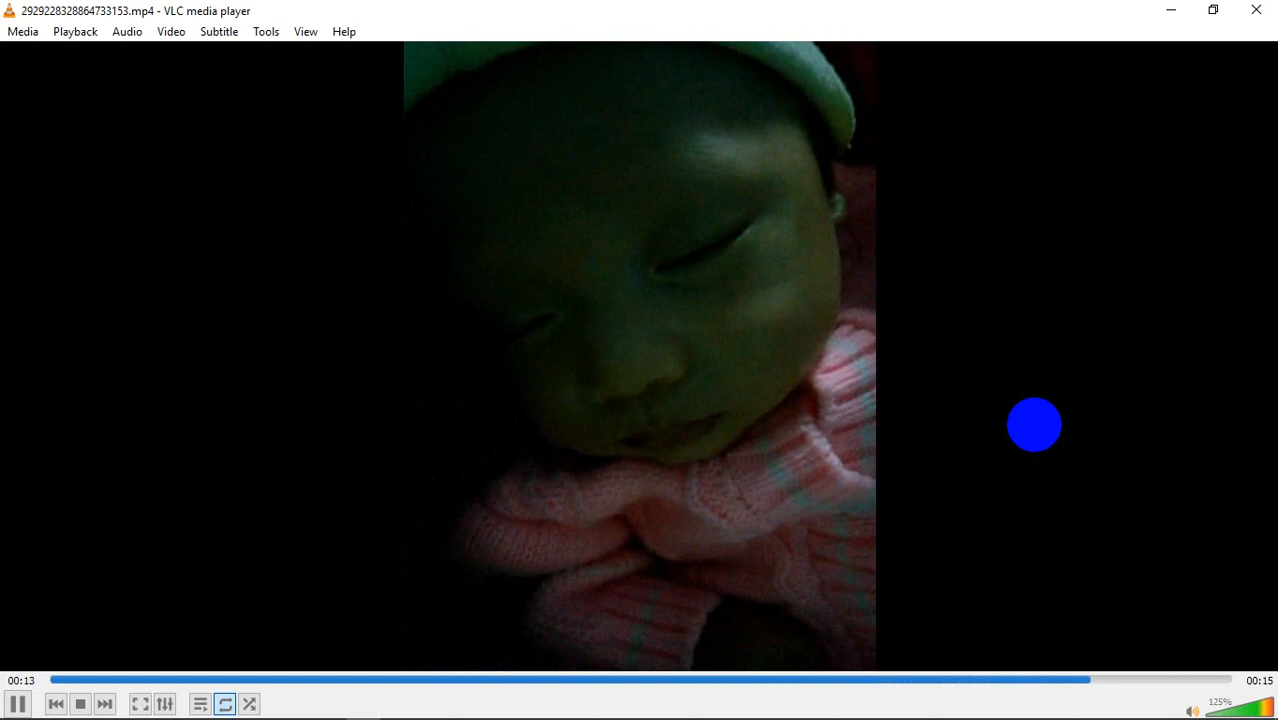 2929228328864733153.mp4 - VLC media player
Media Playback Audio Video Subtitle Tools View Help
00:13
00:15
125%